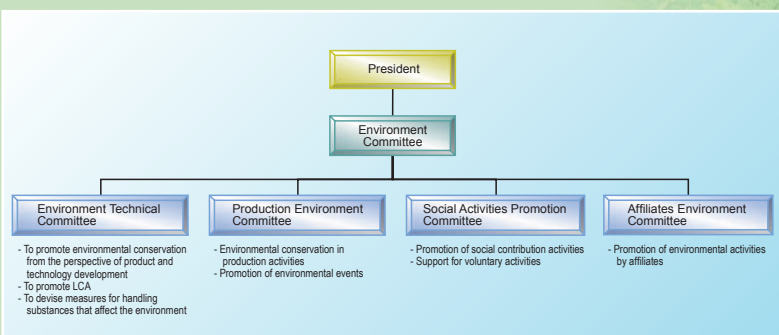 President
Environment
Committee
Environment Technical
Committee
- To promote environmental conservation
from the perspective of product and
technology development
- To promote LCA
- To devise measures for handling
substances that affect the environment
Production Environment
Committee
- Environmental conservation in
production activities
- Promotion of environmental events
Social Activities Promotion
Committee
- Promotion of social contribution activities
- Support for voluntary activities
Affiliates Environment
Committee
- Promotion of environmental activities
by affiliates